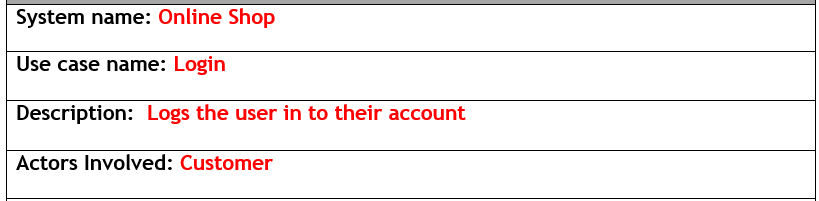 System name: Online Shop
Use case name: Login
Description: Logs the user in to their account
Actors Involved: Customer